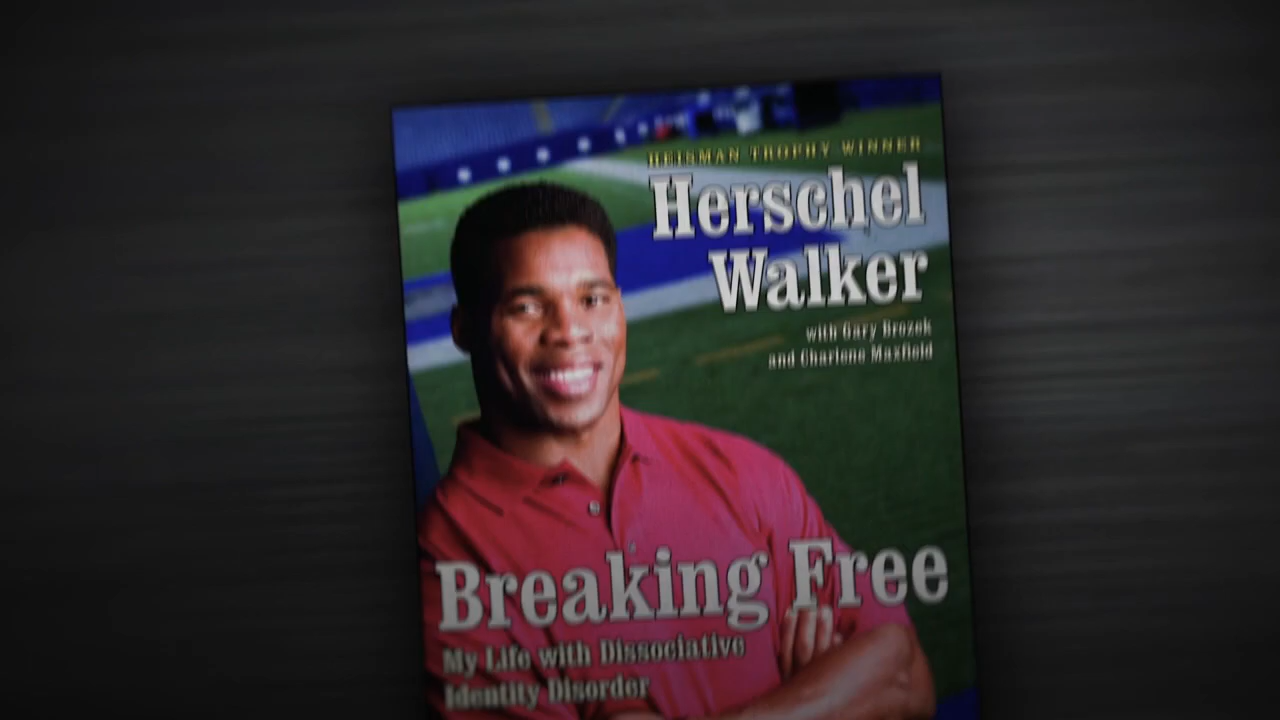 HEISMAN TROPHY WINNER
Herschel
Walker
with Gary Brozek
and Charlene Maxfield
Breaking Free
My Life with Dissociative
Identity Disorder